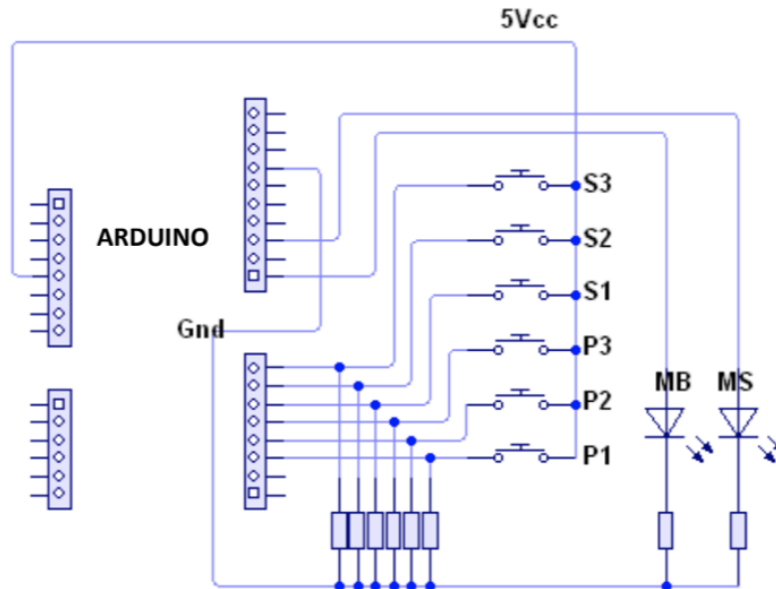 5Vcc
S3
ARDUINO
S2
S1
Gnd
P3
MB MS
P2
P1